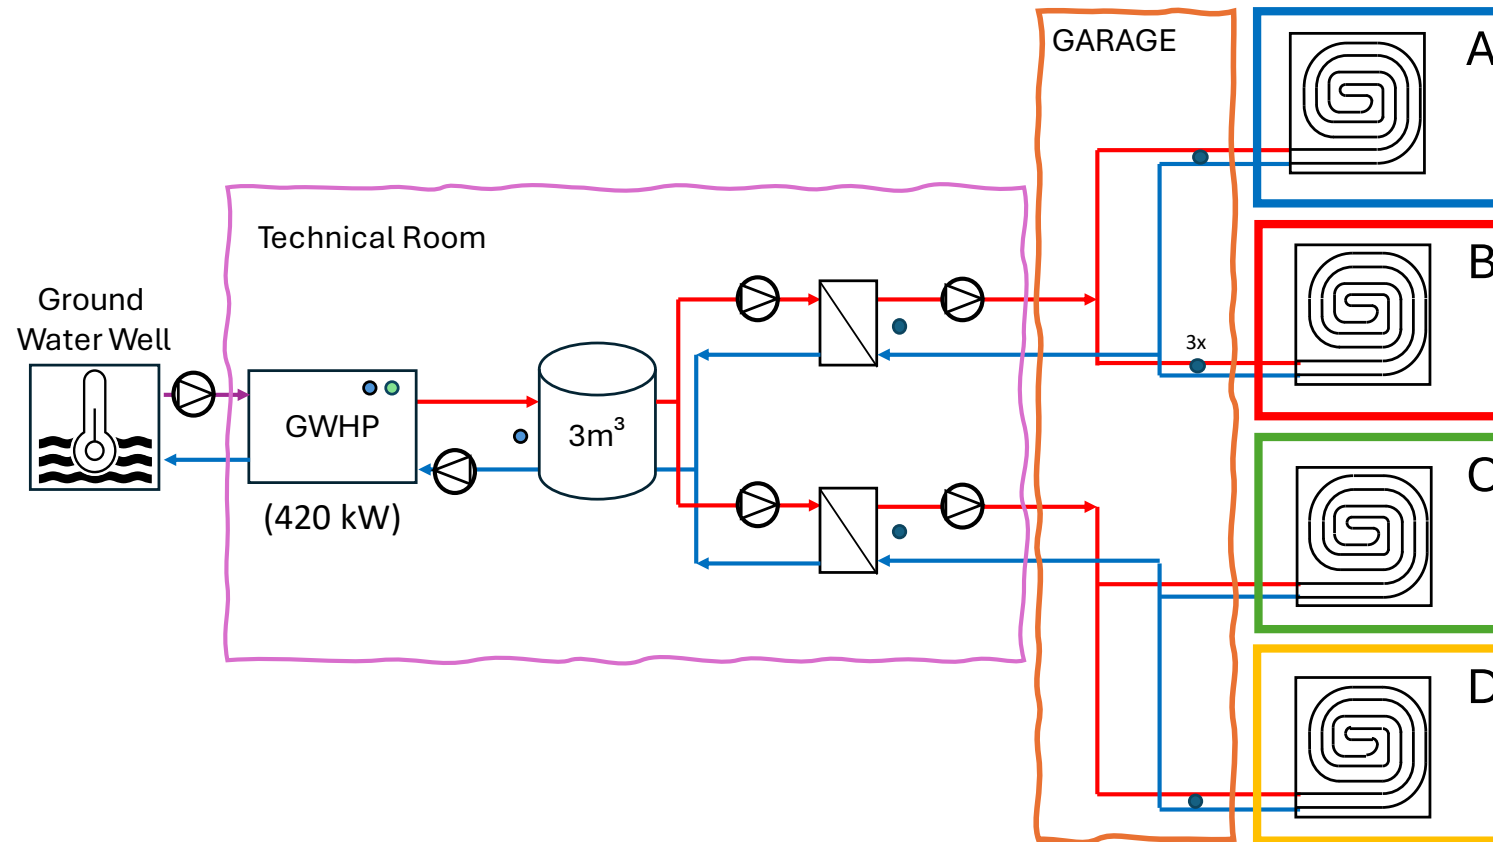 GARAGE
A
Technical Room
B
Ground
Water Well
3x
GWHP
3m³
C
(420 kW)
D